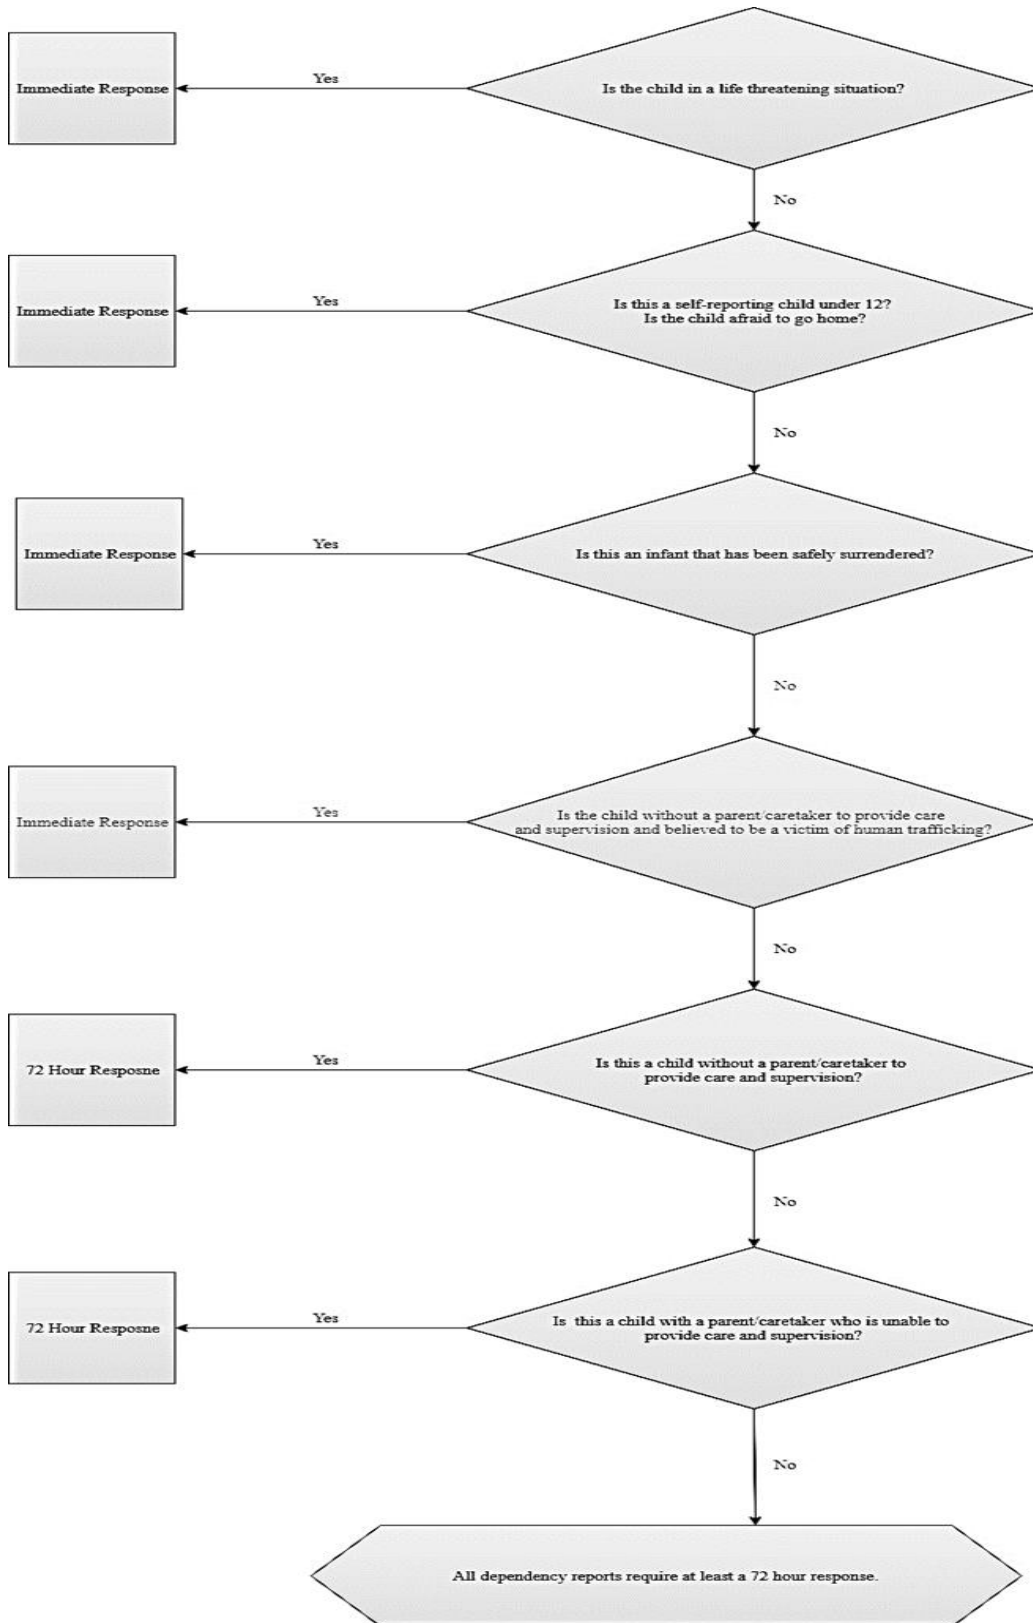 Is the child in a life threatening situation?
Yes
Immediate Response
No
Is this a self-reporting child under 12?
Is the child afraid to go home?
Yes
Immediate Response
No
Is this an infant that has been safely surrendered?
Yes
Immediate Response
No
Is the child without a parent/caretaker to provide care
and supervision and believed to be a victim of human trafficking?
Yes
Immediate Response
No
Is this a child without a parent/caretaker to
provide care and supervision?
Yes
72 Hour Resposne
No
Is this a child with a parent/caretaker who is unable to
provide care and supervision?
Yes
72 Hour Resposne
No
All dependency reports require at least a 72 hour response.